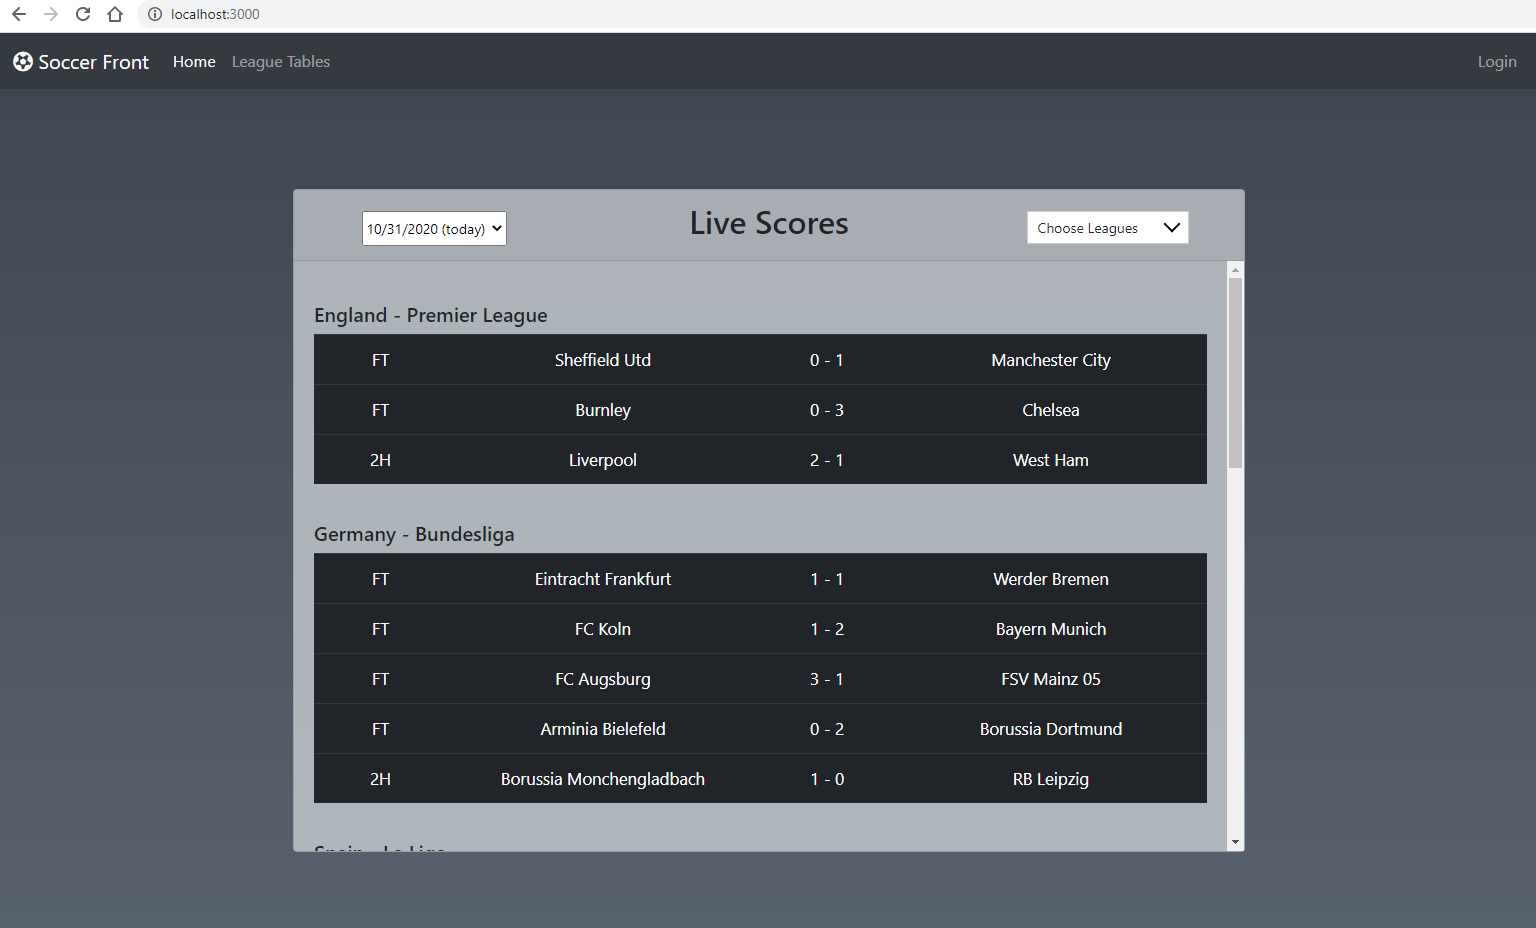 localhost:3000
Soccer Front Home League Tables Login
10/31/2020 (today) Live Scores Choose Leagues
England - Premier League
FT Sheffield Utd 0 - 1 Manchester City
FT Burnley 0 - 3 Chelsea
2H Liverpool 2 - 1 West Ham
Germany - Bundesliga
FT Eintracht Frankfurt 1 - 1 Werder Bremen
FT FC Koln 1 - 2 Bayern Munich
FT FC Augsburg 3 - 1 FSV Mainz 05
FT Arminia Bielefeld 0 - 2 Borussia Dortmund
2H Borussia Monchengladbach 1 - 0 RB Leipzig
Spain - La Liga